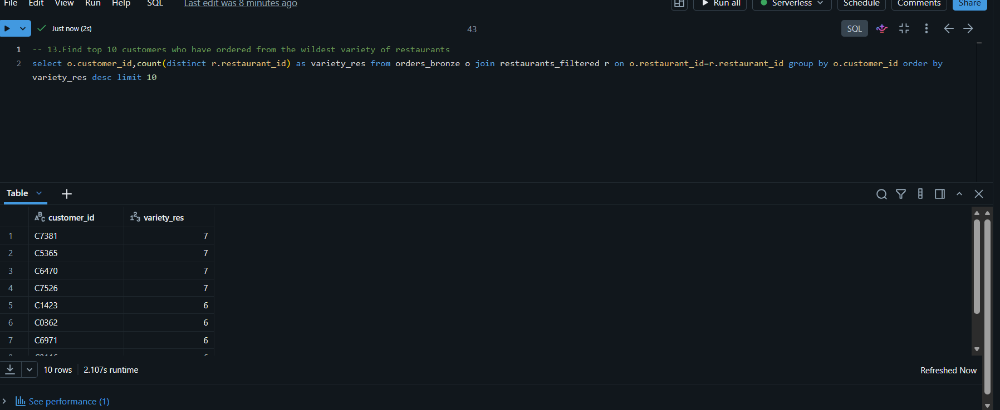 File Edit View Run Help SQL Last edit was 8 minutes ago Run all Serverless Schedule Comments Share
Just now (2s) 43 SQL
1 -- 13.Find top 10 customers who have ordered from the wildest variety of restaurants
2 select o.customer_id,count(distinct r.restaurant_id) as variety_res from orders_bronze o join restaurants_filtered r on o.restaurant_id=r.restaurant_id group by o.customer_id order by
variety_res desc limit 10
Table
customer_id variety_res
1 C7381 7
2 C5365 7
3 C6470 7
4 C7526 7
5 C1423 6
6 C0362 6
7 C6971 6
10 rows 2.107s runtime Refreshed Now
See performance (1)